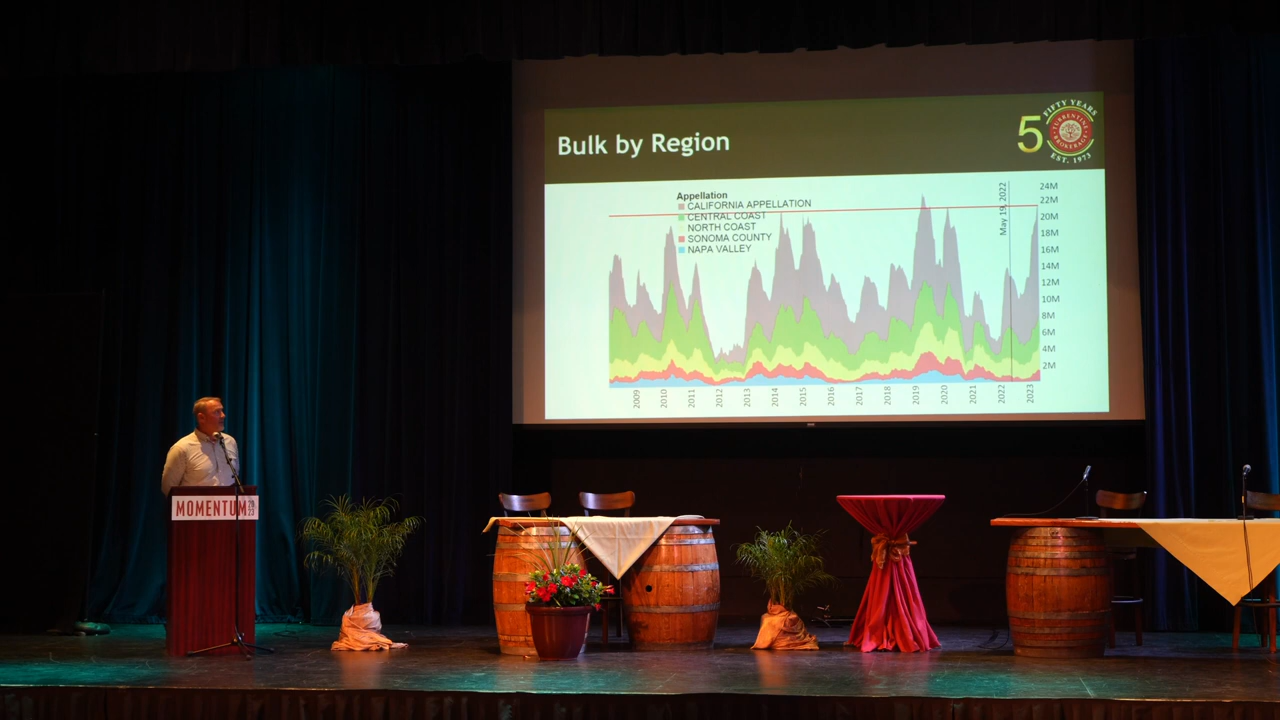 Bulk by Region
50
FIFTY YEARS
TURRENTINE
BROKERAGE
EST. 1973
Appellation
CALIFORNIA APPELLATION
CENTRAL COAST
NORTH COAST
SONOMA COUNTY
NAPA VALLEY
May 19, 2022
24M
22M
20M
18M
16M
14M
12M
10M
8M
6M
4M
2M
2009 2010 2011 2012 2013 2014 2015 2016 2017 2018 2019 2020 2021 2022 2023
MOMENTUM 2023